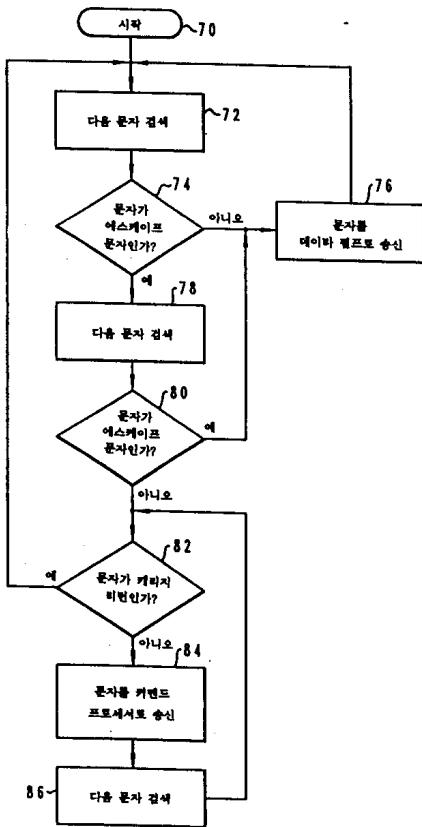 시작
70
다음 문자 검색
72
문자가
에스케이프
문자인가?
74
아니오
예
문자를
데이타 펌프로 송신
76
다음 문자 검색
78
문자가
에스케이프
문자인가?
80
예
아니오
문자가 캐리지
리턴인가?
82
예
아니오
문자를 커맨드
프로세서로 송신
84
다음 문자 검색
86